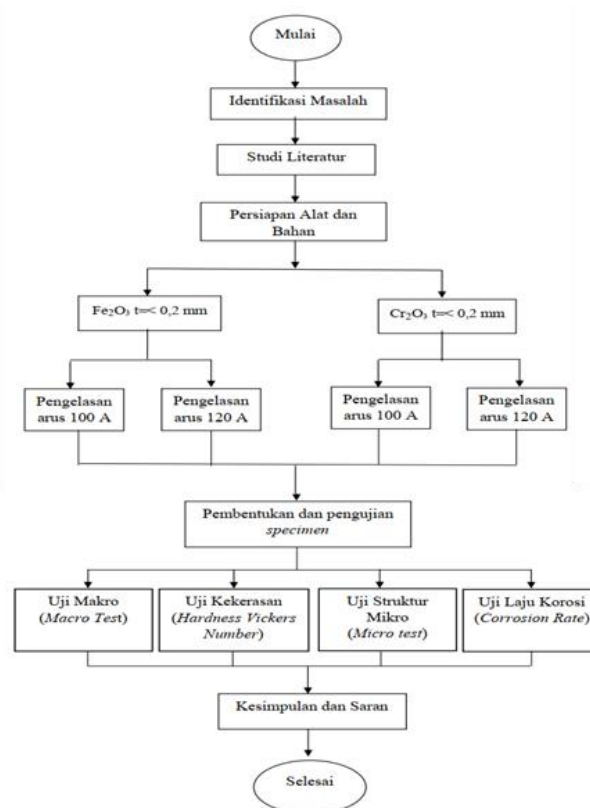 Mulai
Identifikasi Masalah
Studi Literatur
Persiapan Alat dan
Bahan
Fe₂O₃ t=< 0,2 mm
Cr₂O₃ t=< 0,2 mm
Pengelasan
arus 100 A
Pengelasan
arus 120 A
Pengelasan
arus 100 A
Pengelasan
arus 120 A
Pembentukan dan pengujian
specimen
Uji Makro
(Macro Test)
Uji Kekerasan
(Hardness Vickers
Number)
Uji Struktur
Mikro
(Micro test)
Uji Laju Korosi
(Corrosion Rate)
Kesimpulan dan Saran
Selesai